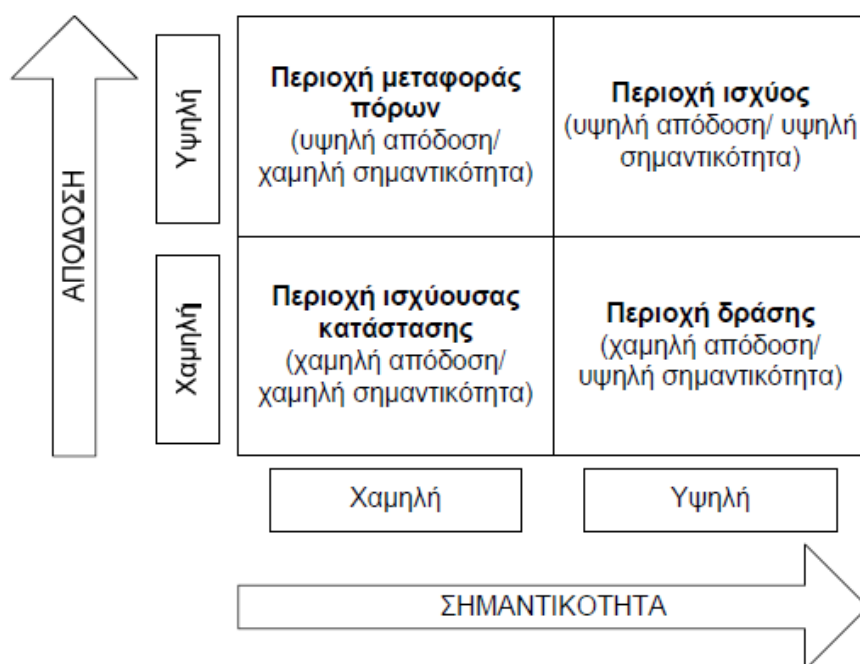 ΑΠΩΔΟΣΗ
Υψηλή
Περιοχή μεταφοράς
πόρων
(υψηλή απόδοση/
χαμηλή σημαντικότητα)
Περιοχή ισχύος
(υψηλή απόδοση/ υψηλή
σημαντικότητα)
Χαμηλή
Περιοχή ισχύουσας
κατάστασης
(χαμηλή απόδοση/
χαμηλή σημαντικότητα)
Περιοχή δράσης
(χαμηλή απόδοση/
υψηλή σημαντικότητα)
Χαμηλή
Υψηλή
ΣΗΜΑΝΤΙΚΟΤΗΤΑ